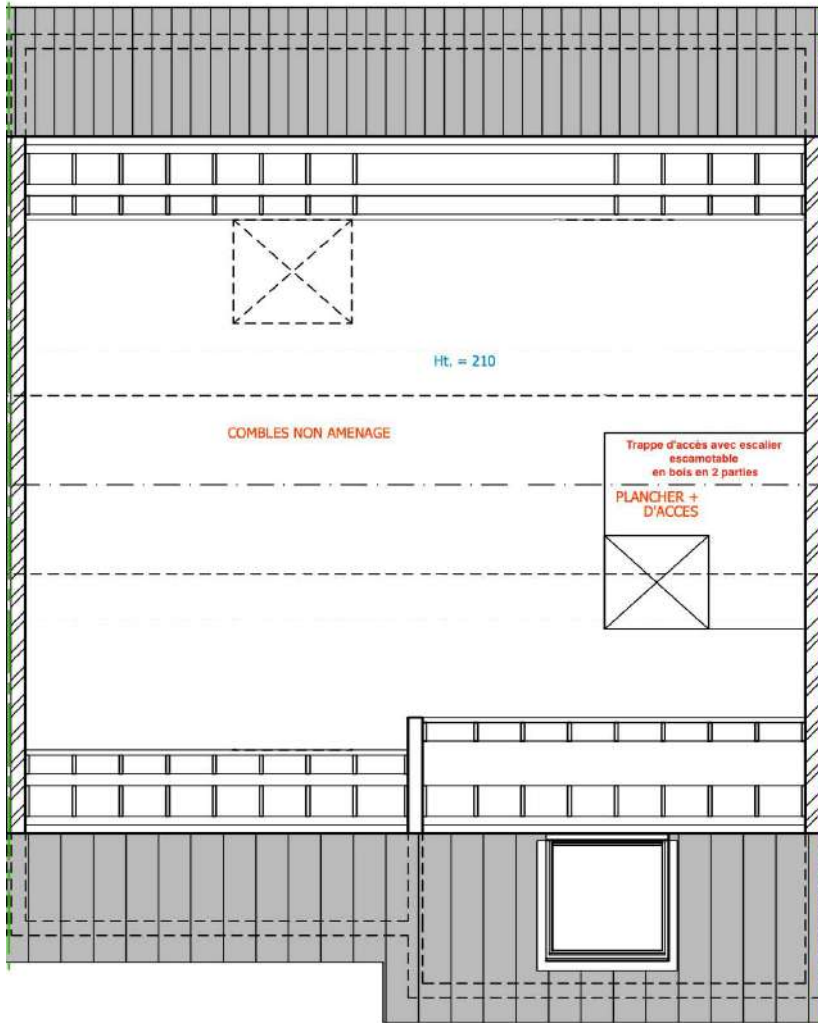 Ht. = 210
COMBLES NON AMENAGE
Trappe d'accès avec escalier
escamotable
en bois en 2 parties
PLANCHER +
D'ACCES